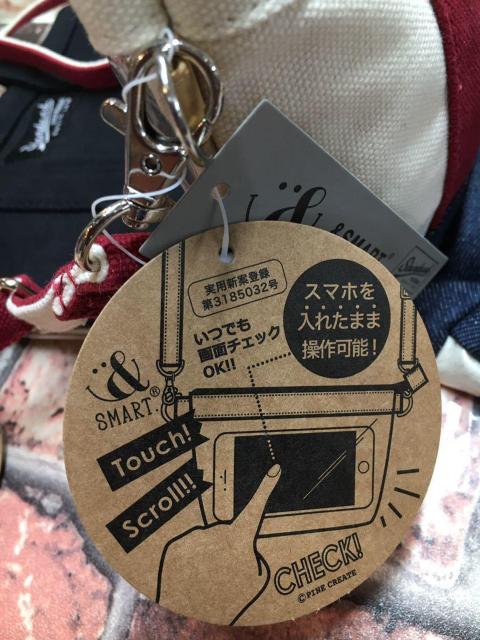 & SMART®
実用新案登録
第3185032号
スマホを
入れたまま
操作可能!
いつでも
画面チェック
OK!!
&
SMART®
Touch!
Scroll!!
CHECK!
©PINE CREATE